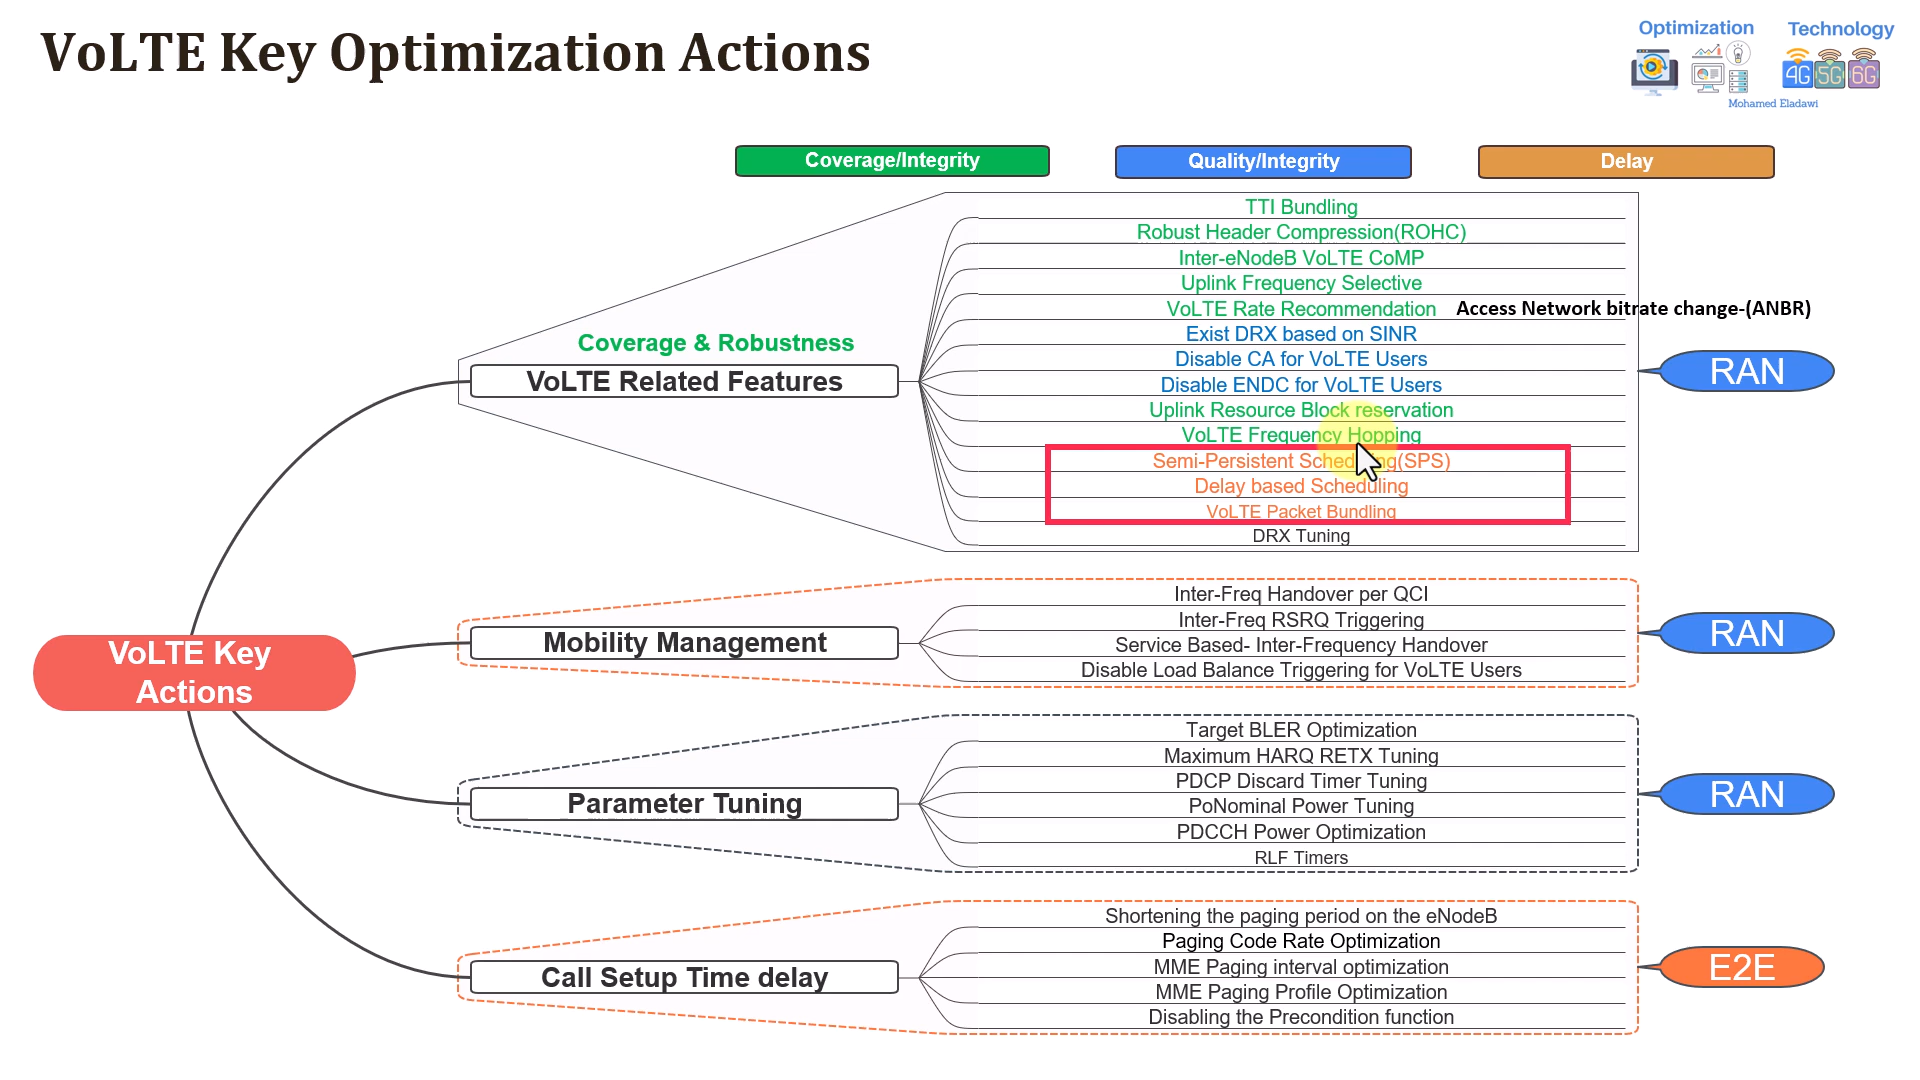 VoLTE Key Optimization Actions
Optimization
Technology
4G 5G 6G
Mohamed Eladawi
Coverage/Integrity
Quality/Integrity
Delay
TTI Bundling
Robust Header Compression(ROHC)
Inter-eNodeB VoLTE CoMP
Uplink Frequency Selective
VoLTE Rate Recommendation
Access Network bitrate change-(ANBR)
Exist DRX based on SINR
Disable CA for VoLTE Users
Disable ENDC for VoLTE Users
Uplink Resource Block reservation
VoLTE Frequency Hopping
Semi-Persistent Scheduling(SPS)
Delay based Scheduling
VoLTE Packet Bundling
DRX Tuning
Coverage & Robustness
VoLTE Related Features
RAN
Inter-Freq Handover per QCI
Inter-Freq RSRQ Triggering
Service Based- Inter-Frequency Handover
Disable Load Balance Triggering for VoLTE Users
Mobility Management
RAN
VoLTE Key
Actions
Target BLER Optimization
Maximum HARQ RETX Tuning
PDCP Discard Timer Tuning
PoNominal Power Tuning
PDCCH Power Optimization
RLF Timers
Parameter Tuning
RAN
Shortening the paging period on the eNodeB
Paging Code Rate Optimization
MME Paging interval optimization
MME Paging Profile Optimization
Disabling the Precondition function
Call Setup Time delay
E2E